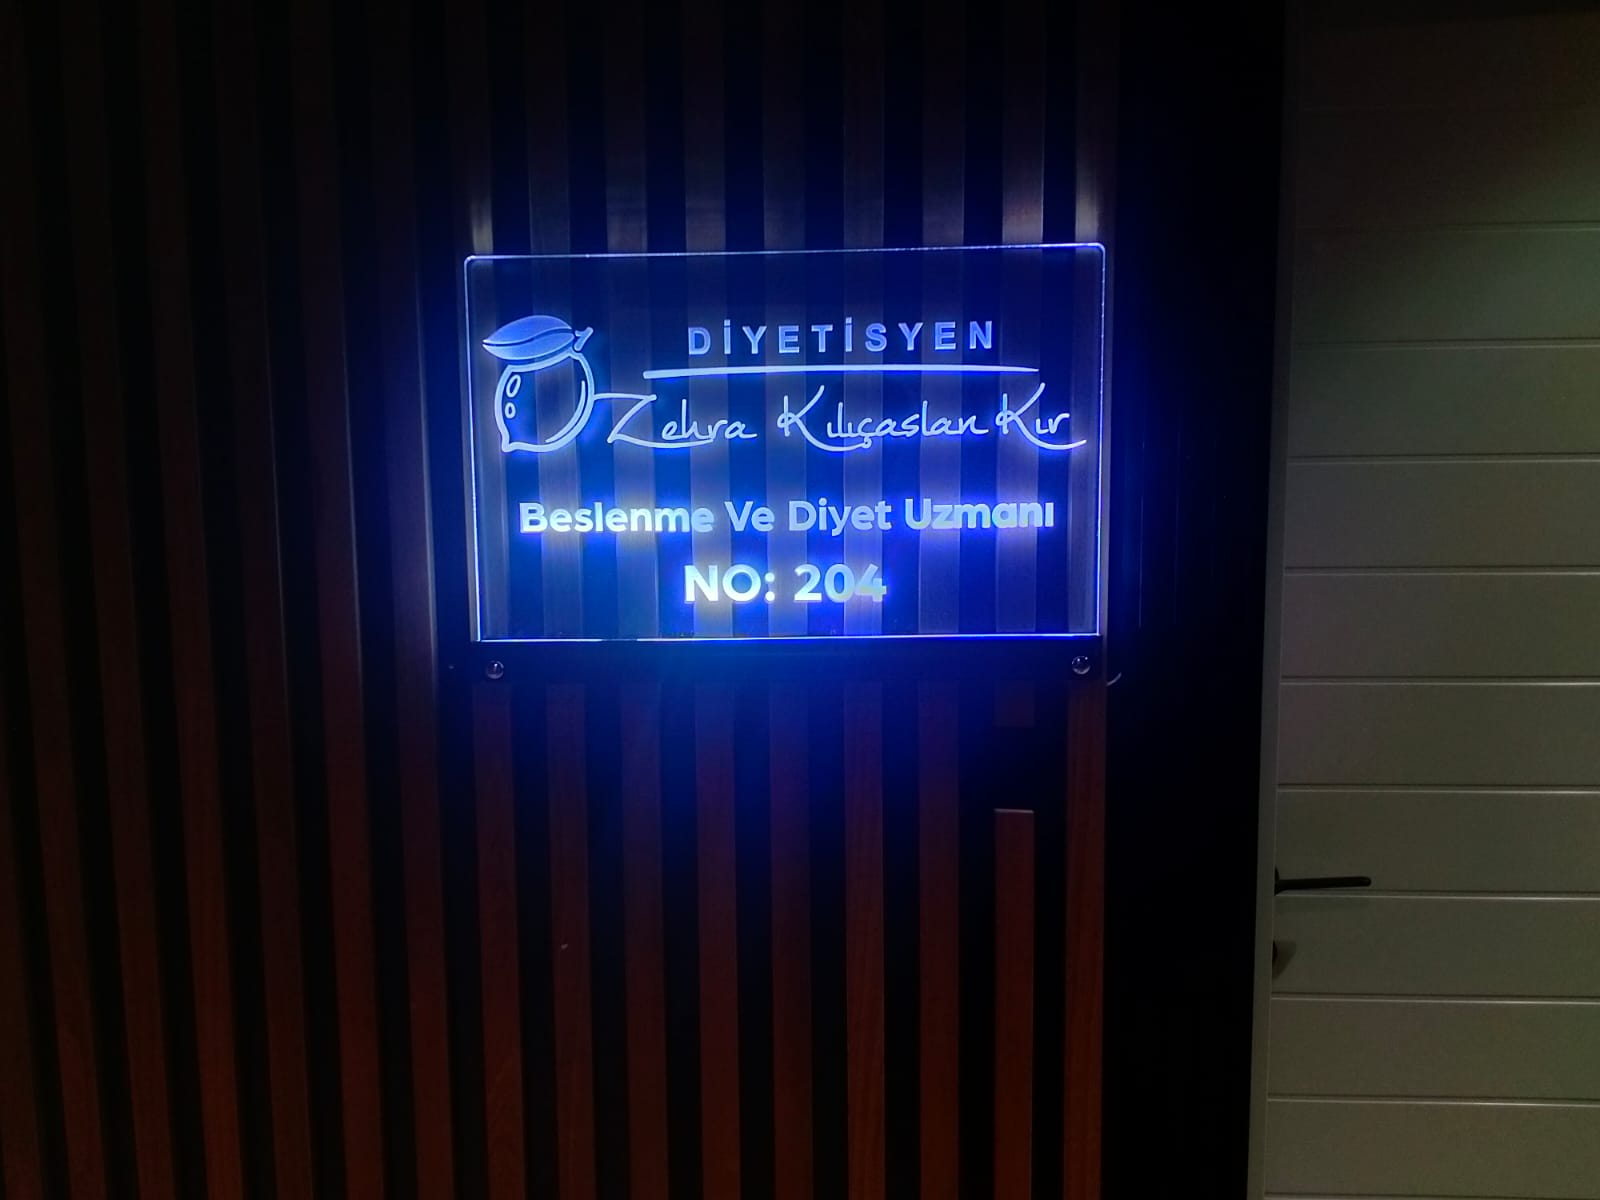 DİYETİSYEN
Zehra Kılıçaslan Kır
Beslenme Ve Diyet Uzmanı
NO: 204